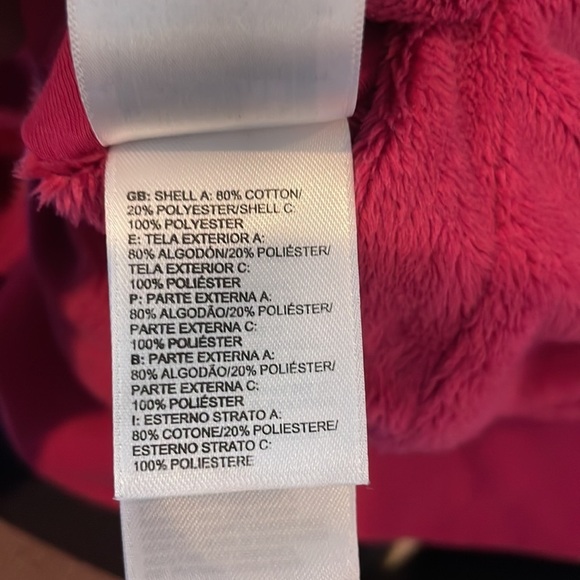 GB: SHELL A: 80% COTTON/
20% POLYESTER/SHELL C:
100% POLYESTER
E: TELA EXTERIOR A:
80% ALGODÓN/20% POLIÉSTER/
TELA EXTERIOR C:
100% POLIÉSTER
P: PARTE EXTERNA A:
80% ALGODÃO/20% POLIÉSTER/
PARTE EXTERNA C:
100% POLIÉSTER
B: PARTE EXTERNA A:
80% ALGODÃO/20% POLIÉSTER/
PARTE EXTERNA C:
100% POLIÉSTER
I: ESTERNO STRATO A:
80% COTONE/20% POLIESTERE/
ESTERNO STRATO C:
100% POLIESTERE